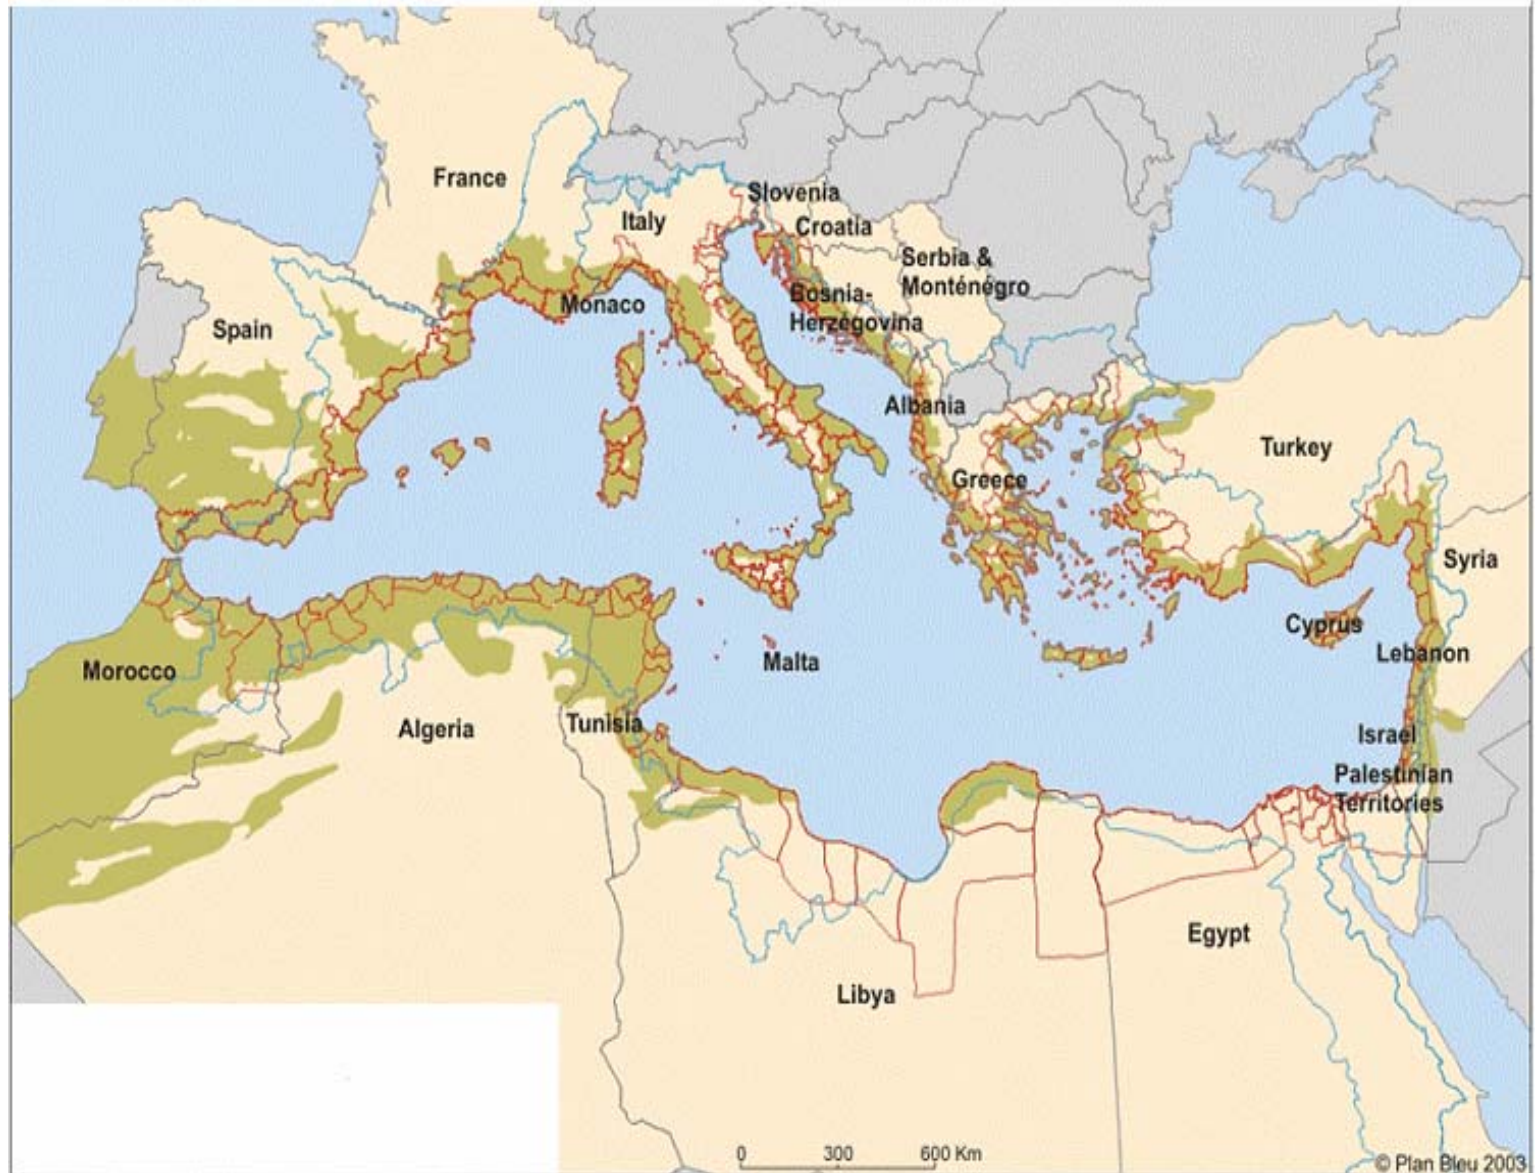 France
Slovenia
Italy
Croatia
Serbia &
Monténégro
Monaco
Bosnia-
Herzégovina
Spain
Albania
Turkey
Greece
Syria
Cyprus
Morocco
Malta
Lebanon
Algeria
Tunisia
Israel
Palestinian
Territories
Egypt
Libya
0 300 600 Km
© Plan Bleu 2003